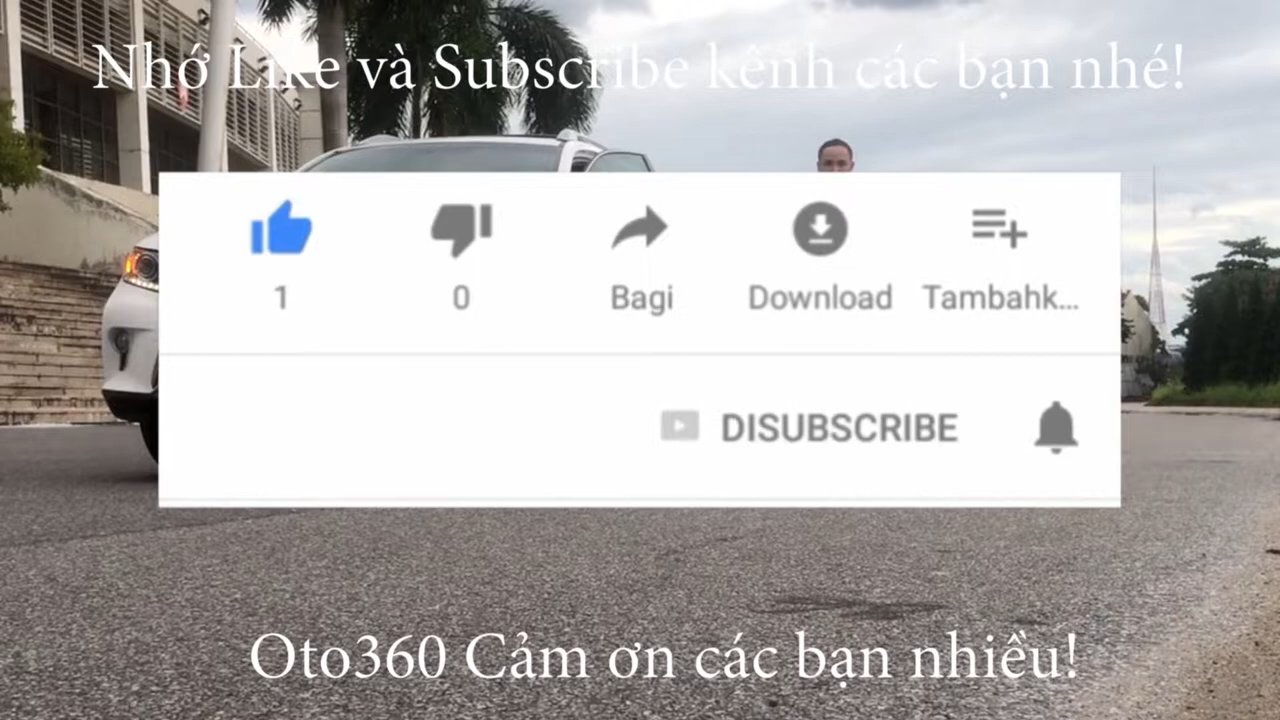 Nhớ Like và Subscribe kênh các bạn nhé!
1
0
Bagi
Download
Tambahk...
DISUBSCRIBE
Oto360 Cảm ơn các bạn nhiều!